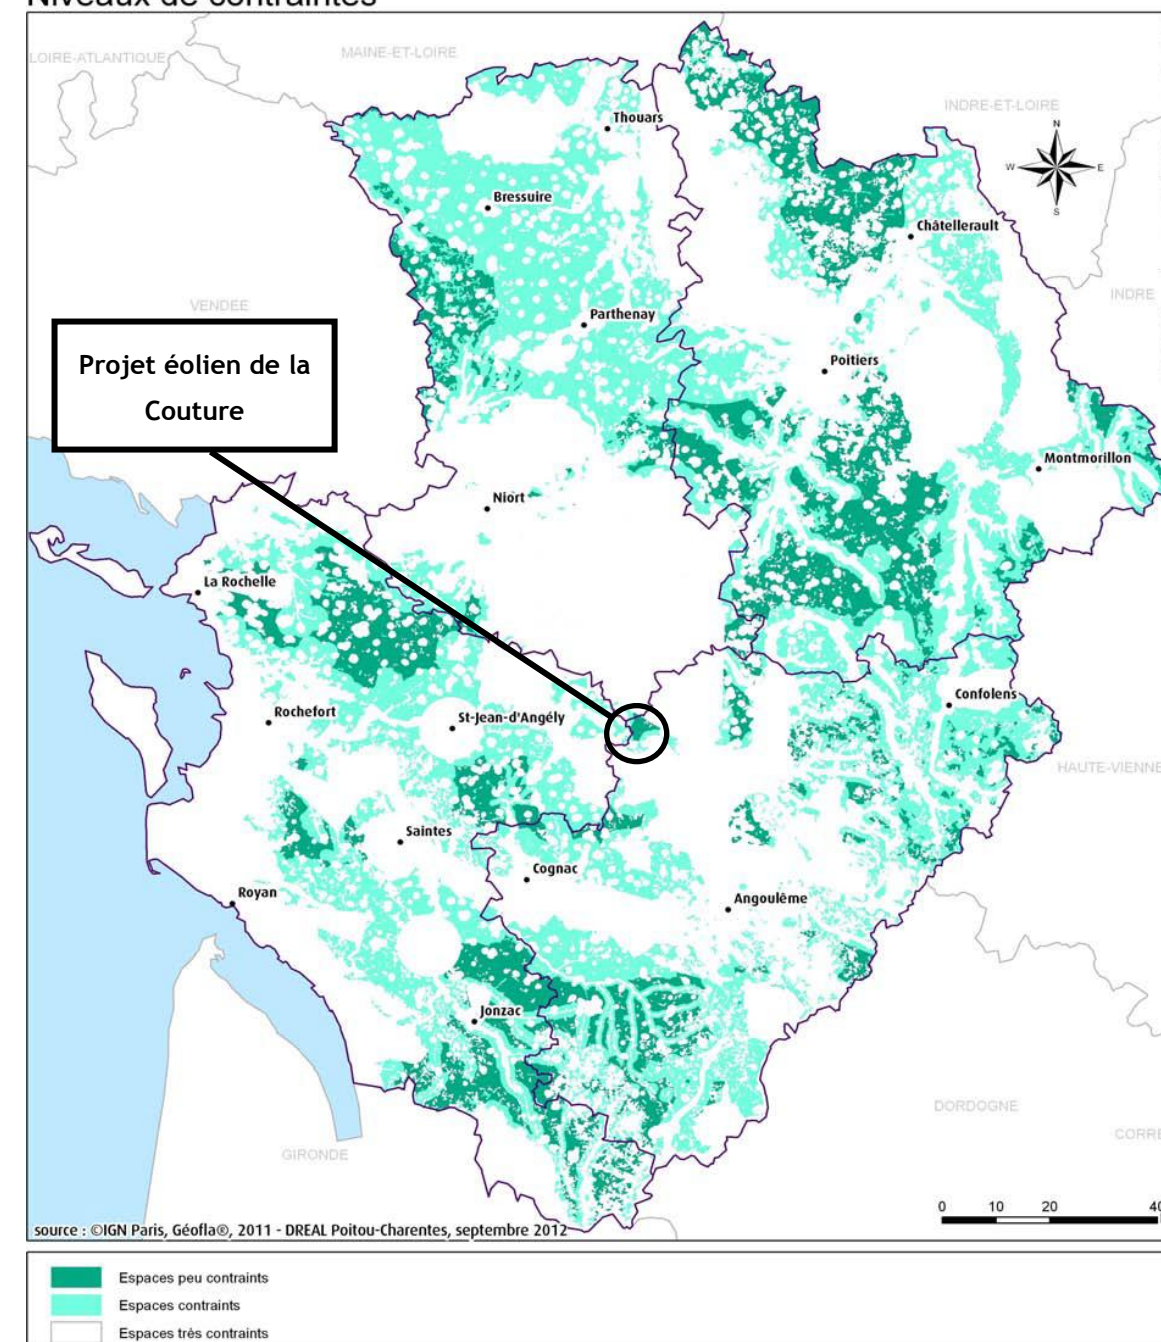 Niveaux de contraintes
LOIRE-ATLANTIQUE
MAINE-ET-LOIRE
INDRE-ET-LOIRE
N
W
E
S
Thouars
Bressuire
Châtellerault
INDRE
VENDEE
Parthenay
Projet éolien de la
Couture
Poitiers
Montmorillon
Niort
La Rochelle
Confolens
Rochefort
St-Jean-d'Angély
HAUTE-VIENNE
Saintes
Cognac
Royan
Angoulême
Jonzac
DORDOGNE
CORRE
GIRONDE
0 10 20 40
source : ©IGN Paris, Géofla®, 2011 - DREAL Poitou-Charentes, septembre 2012
Espaces peu contraints
Espaces contraints
Espaces très contraints